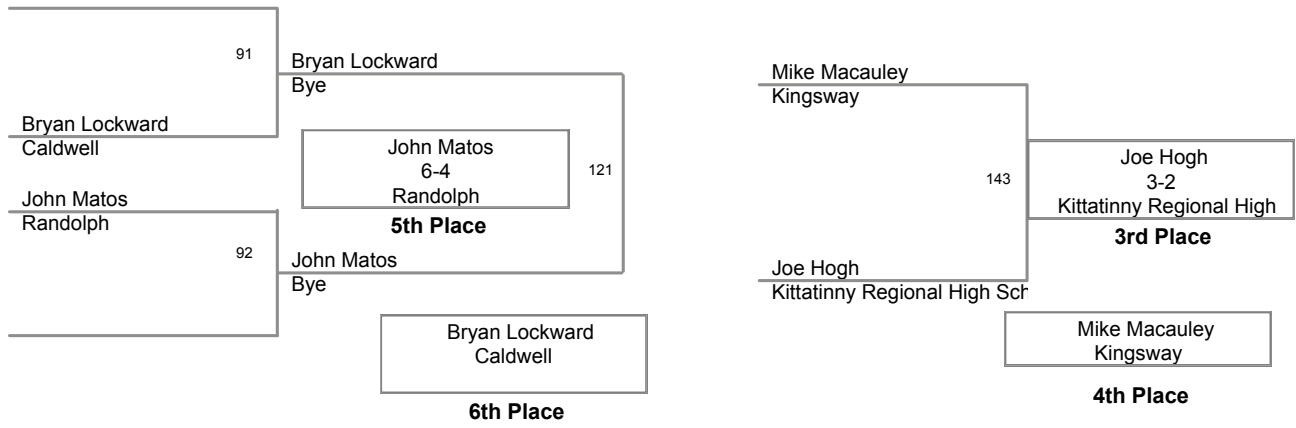 91
Bryan Lockward
Bye
Bryan Lockward
Caldwell
John Matos
6-4
Randolph
5th Place
121
John Matos
Randolph
92
John Matos
Bye
Bryan Lockward
Caldwell
6th Place
Mike Macauley
Kingsway
143
Joe Hogh
3-2
Kittatinny Regional High
3rd Place
Joe Hogh
Kittatinny Regional High Sch
Mike Macauley
Kingsway
4th Place